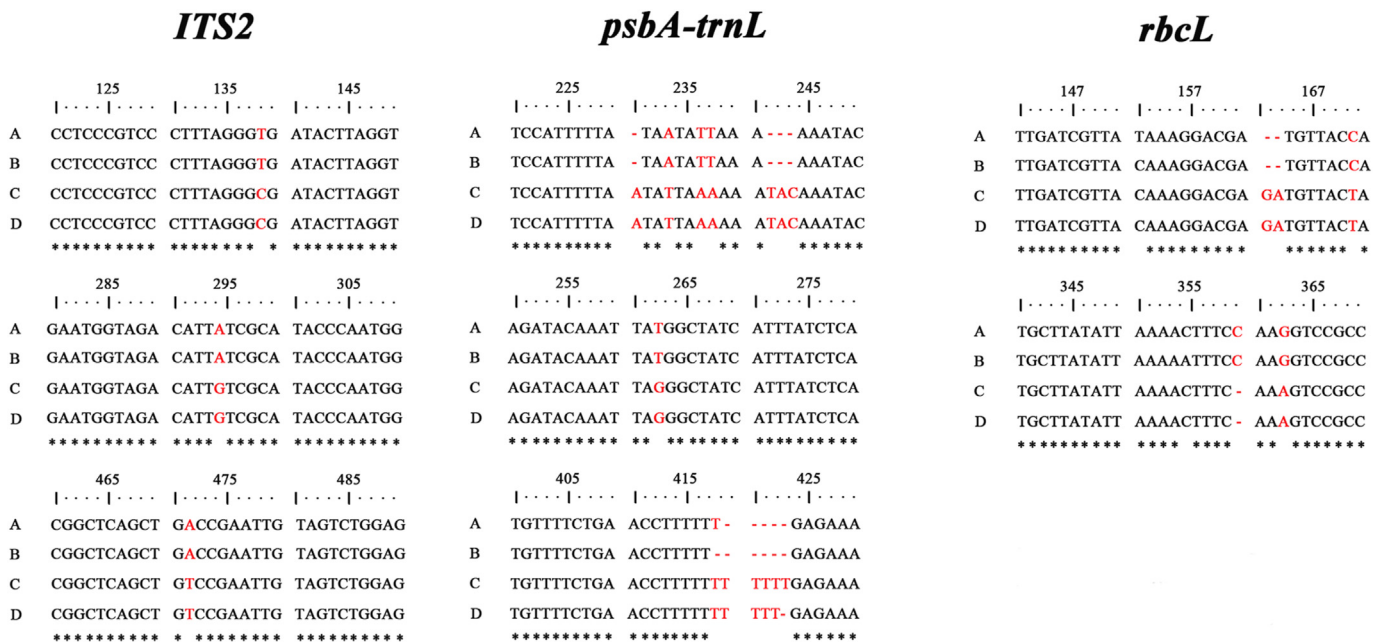 ITS2
125 135 145
|····|···· |····|···· |····|····
A CCTCCCGTCC CTTTAGGGTG ATACTTAGGT
B CCTCCCGTCC CTTTAGGGTG ATACTTAGGT
C CCTCCCGTCC CTTTAGGGCG ATACTTAGGT
D CCTCCCGTCC CTTTAGGGCG ATACTTAGGT
********** ******** * **********
285 295 305
|····|···· |····|···· |····|····
A GAATGGTAGA CATTATCGCA TACCCAATGG
B GAATGGTAGA CATTATCGCA TACCCAATGG
C GAATGGTAGA CATTGTCGCA TACCCAATGG
D GAATGGTAGA CATTGTCGCA TACCCAATGG
********** **** ***** **********
465 475 485
|····|···· |····|···· |····|····
A CGGCTCAGCT GACCGAATTG TAGTCTGGAG
B CGGCTCAGCT GACCGAATTG TAGTCTGGAG
C CGGCTCAGCT GTCCGAATTG TAGTCTGGAG
D CGGCTCAGCT GTCCGAATTG TAGTCTGGAG
********** * ******** **********
psbA-trnL
225 235 245
|····|···· |····|···· |····|····
A TCCATTTTTA -TAATATTAA A---AAATAC
B TCCATTTTTA -TAATATTAA A---AAATAC
C TCCATTTTTA ATATTAAAAA ATACAAATAC
D TCCATTTTTA ATATTAAAAA ATACAAATAC
********** ** ** ** * ******
255 265 275
|····|···· |····|···· |····|····
A AGATACAAAT TATGGCTATC ATTTATCTCA
B AGATACAAAT TATGGCTATC ATTTATCTCA
C AGATACAAAT TAGGGCTATC ATTTATCTCA
D AGATACAAAT TAGGGCTATC ATTTATCTCA
********** ** ******* **********
405 415 425
|····|···· |····|···· |····|····
A TGTTTTCTGA ACCTTTTTT- ----GAGAAA
B TGTTTTCTGA ACCTTTTT-- ----GAGAAA
C TGTTTTCTGA ACCTTTTTTT TTTTGAGAAA
D TGTTTTCTGA ACCTTTTTTT TTT-GAGAAA
********** ******** ******
rbcL
147 157 167
|····|···· |····|···· |····|····
A TTGATCGTTA TAAAGGACGA --TGTTACCA
B TTGATCGTTA CAAAGGACGA --TGTTACCA
C TTGATCGTTA CAAAGGACGA GATGTTACTA
D TTGATCGTTA CAAAGGACGA GATGTTACTA
********** ********* ****** *
345 355 365
|····|···· |····|···· |····|····
A TGCTTATATT AAAACTTTCC AAGGTCCGCC
B TGCTTATATT AAAAATTTCC AAGGTCCGCC
C TGCTTATATT AAAACTTTC- AAAGTCCGCC
D TGCTTATATT AAAACTTTC- AAAGTCCGCC
********** ********* ** *******